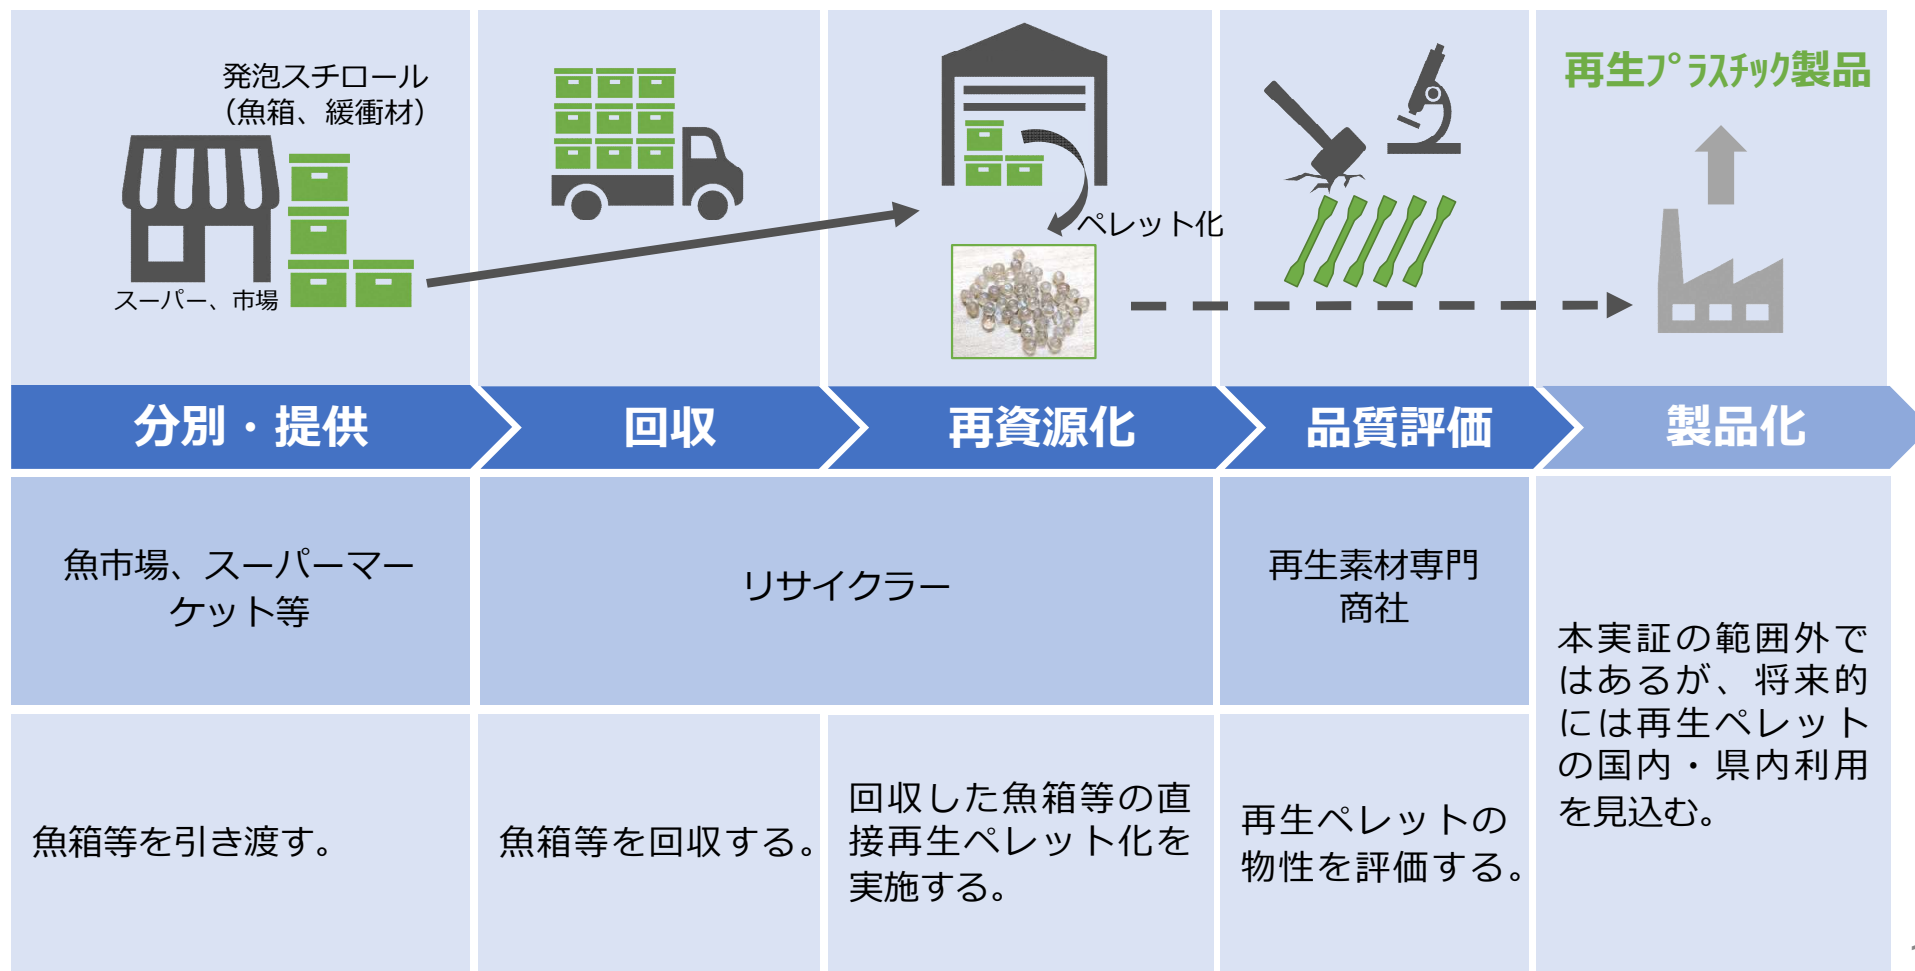 発泡スチロール
（魚箱、緩衝材）
スーパー、市場
ペレット化
再生プラスチック製品
分別・提供
回収
再資源化
品質評価
製品化
魚市場、スーパーマー
ケット等
リサイクラー
再生素材専門
商社
本実証の範囲外で
はあるが、将来的
には再生ペレット
の国内・県内利用
を見込む。
魚箱等を引き渡す。
魚箱等を回収する。
回収した魚箱等の直
接再生ペレット化を
実施する。
再生ペレットの
物性を評価する。